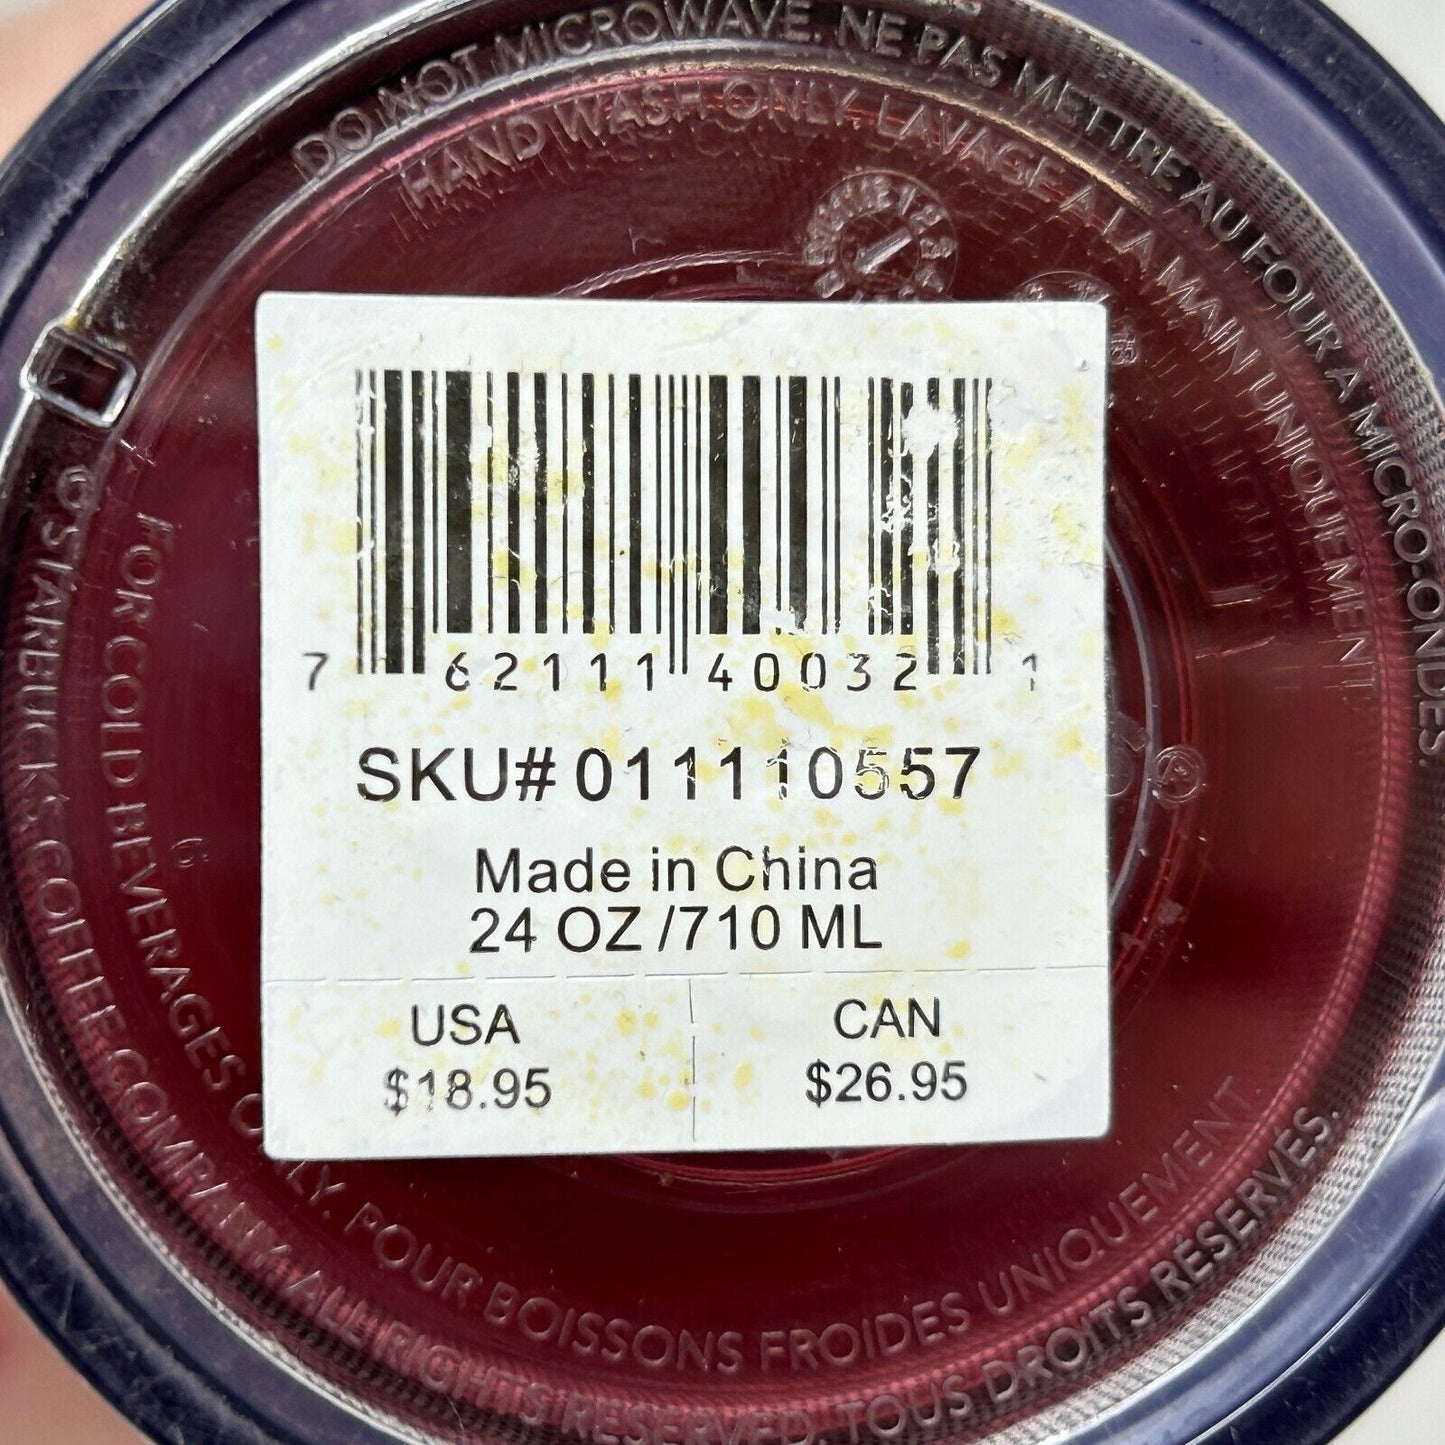 DO NOT MICROWAVE. NE PAS METTRE AU FOUR A MICRO-ONDES.
HAND WASH ONLY. LAVAGE A LA MAIN UNIQUEMENT
7 62111 40032 1
SKU# 011110557
Made in China
24 OZ /710 ML
USA
$18.95
CAN
$26.95
FOR COLD BEVERAGES ONLY. POUR BOISSONS FROIDES UNIQUEMENT.
© STARBUCKS COFFEE COMPANY. ALL RIGHTS RESERVED. TOUS DROITS RÉSERVÉS.